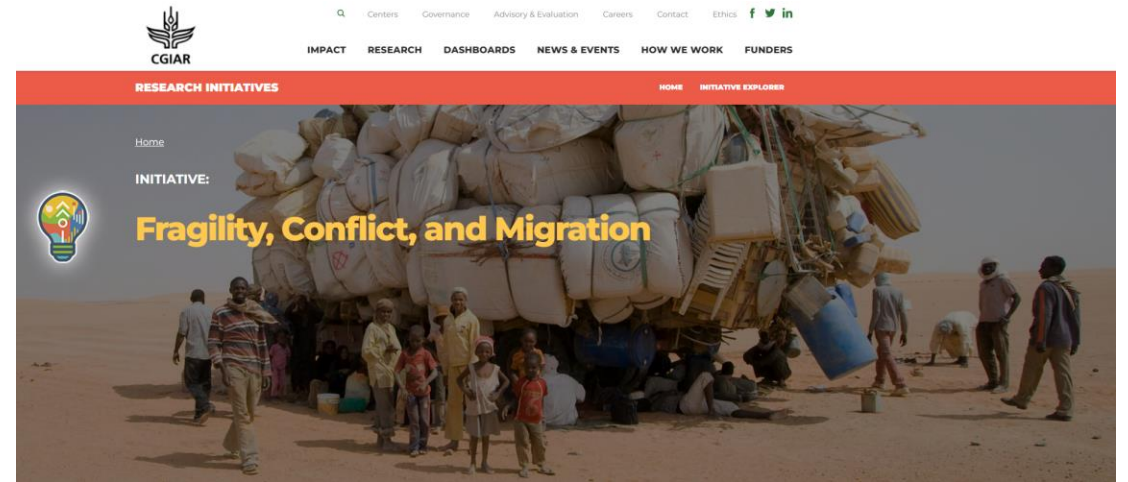 Centers Governance Advisory & Evaluation Careers Contact Ethics
CGIAR
IMPACT RESEARCH DASHBOARDS NEWS & EVENTS HOW WE WORK FUNDERS
RESEARCH INITIATIVES
HOME INITIATIVE EXPLORER
Home
INITIATIVE:
Fragility, Conflict, and Migration